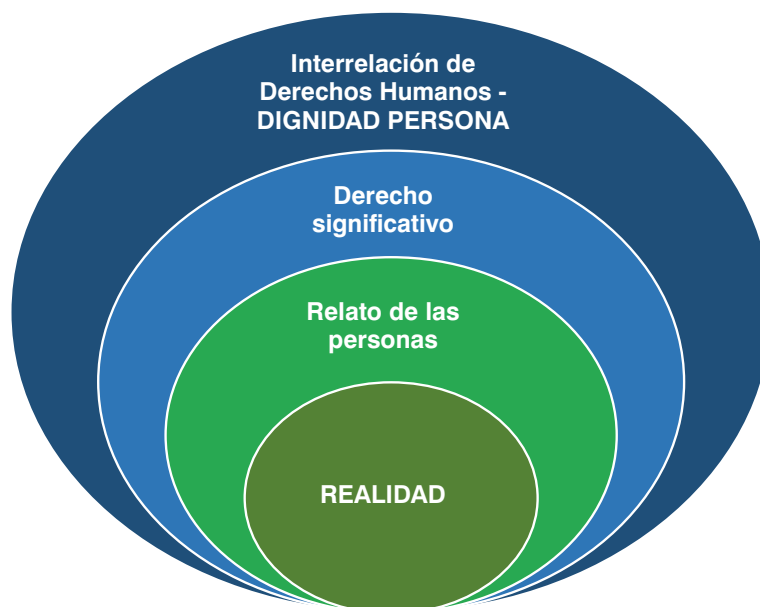 Interrelación de
Derechos Humanos -
DIGNIDAD PERSONA
Derecho
significativo
Relato de las
personas
REALIDAD